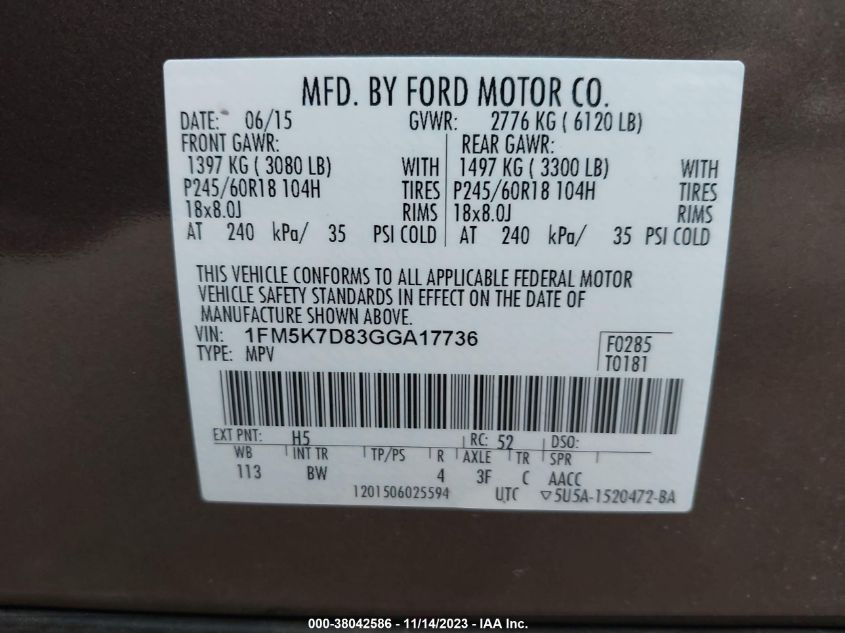 MFD. BY FORD MOTOR CO.
DATE: 06/15 GVWR: 2776 KG ( 6120 LB)
FRONT GAWR: REAR GAWR:
1397 KG ( 3080 LB) WITH 1497 KG ( 3300 LB) WITH
P245/60R18 104H TIRES P245/60R18 104H TIRES
18x8.0J RIMS 18x8.0J RIMS
AT 240 kPa/ 35 PSI COLD AT 240 kPa/ 35 PSI COLD
THIS VEHICLE CONFORMS TO ALL APPLICABLE FEDERAL MOTOR
VEHICLE SAFETY STANDARDS IN EFFECT ON THE DATE OF
MANUFACTURE SHOWN ABOVE.
VIN: 1FM5K7D83GGA17736 F0285
TYPE: MPV T0181
EXT PNT: H5 RC: 52 DSO:
WB INT TR TP/PS R AXLE TR SPR
113 BW 4 3F C AACC
1201506025594 UTC ▽5U5A-1520472-BA
000-38042586 - 11/14/2023 - IAA Inc.